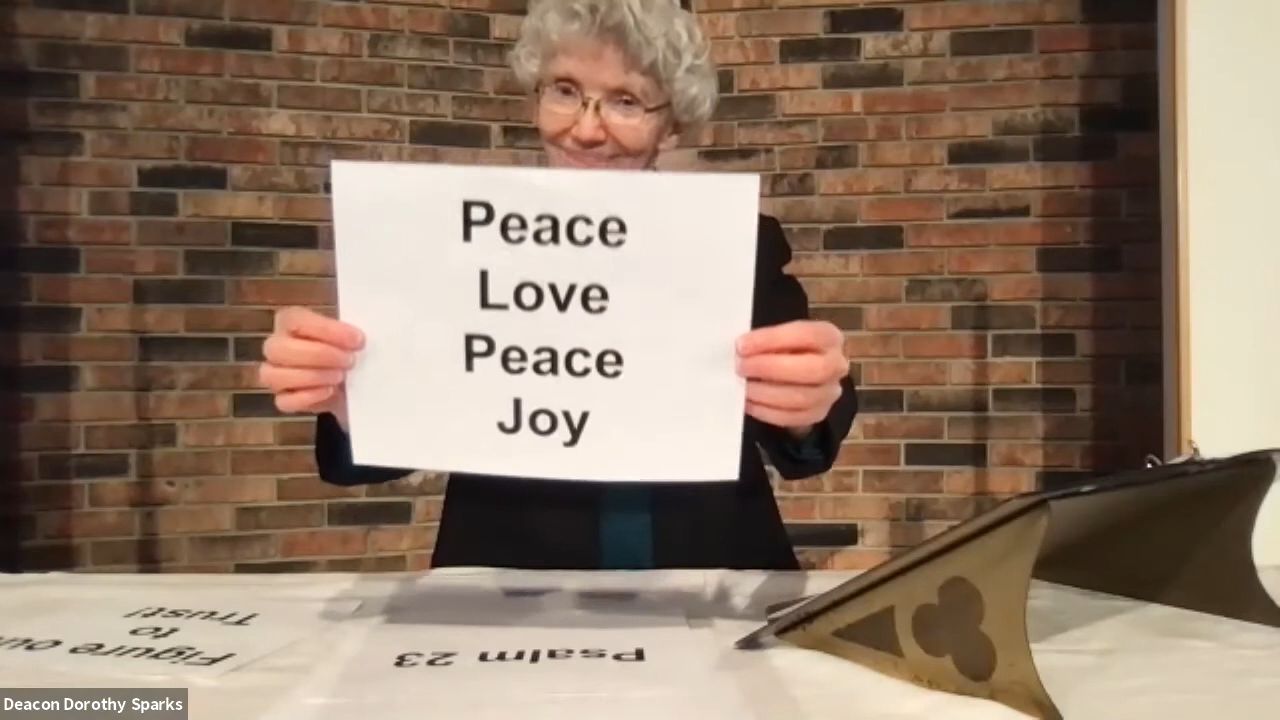 Peace
Love
Peace
Joy
Figure out
to
Trust!
Psalm 23
Deacon Dorothy Sparks